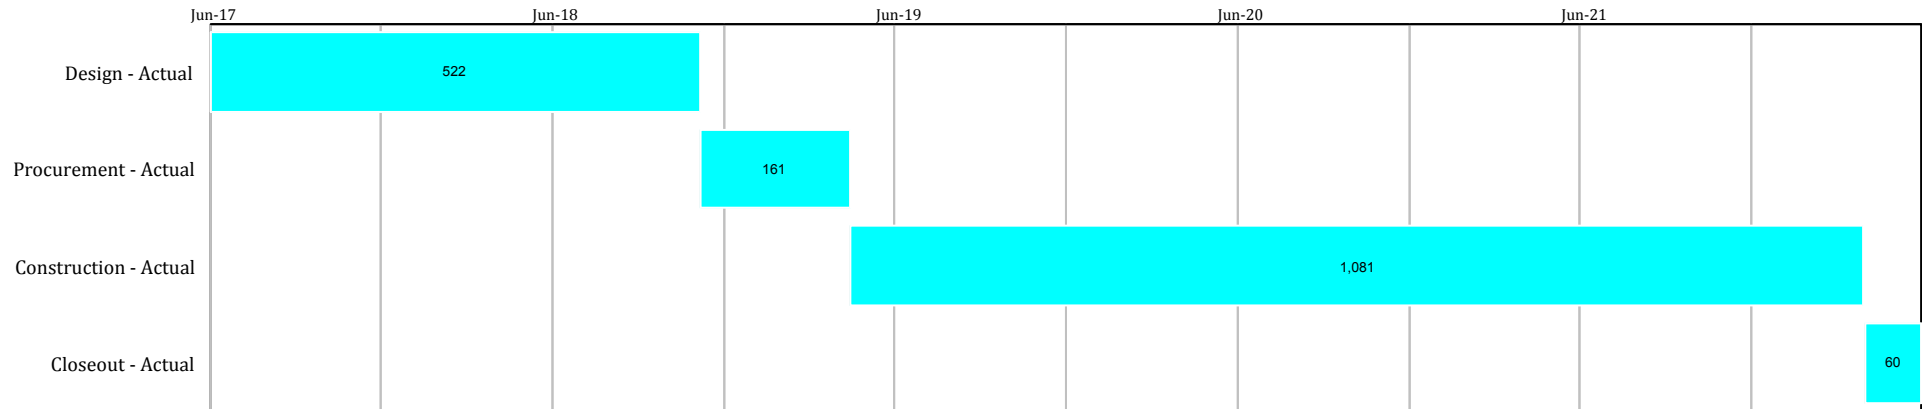 Jun-17 Jun-18 Jun-19 Jun-20 Jun-21
Design - Actual 522
Procurement - Actual 161
Construction - Actual 1,081
Closeout - Actual 60